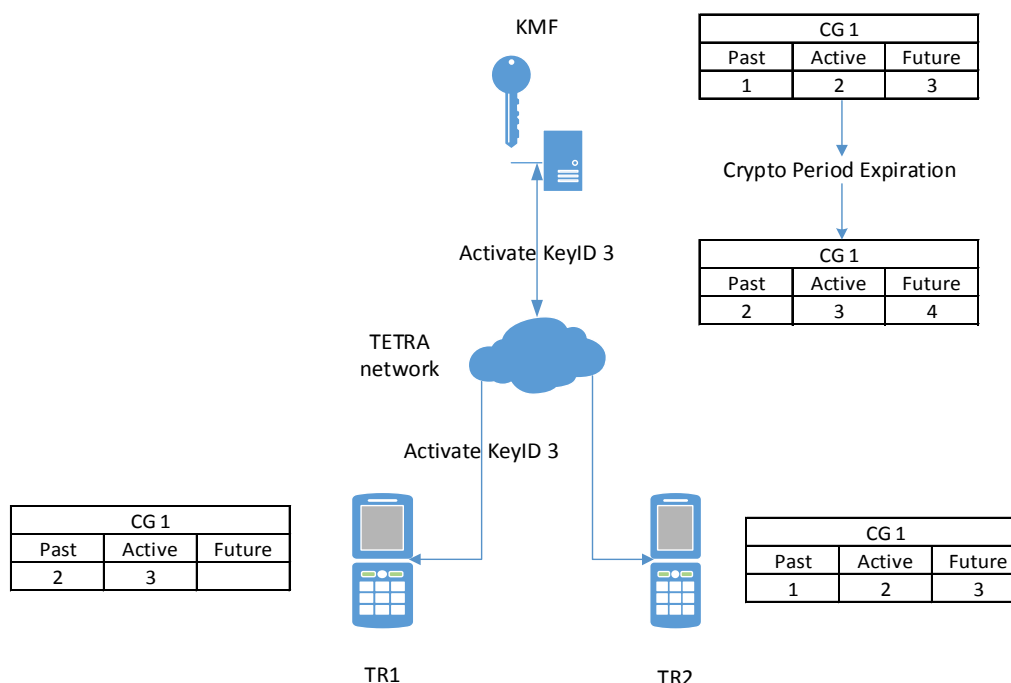 KMF
CG 1
Past Active Future
1 2 3
Crypto Period Expiration
Activate KeyID 3
CG 1
Past Active Future
2 3 4
TETRA
network
Activate KeyID 3
CG 1
Past Active Future
2 3
CG 1
Past Active Future
1 2 3
TR1
TR2